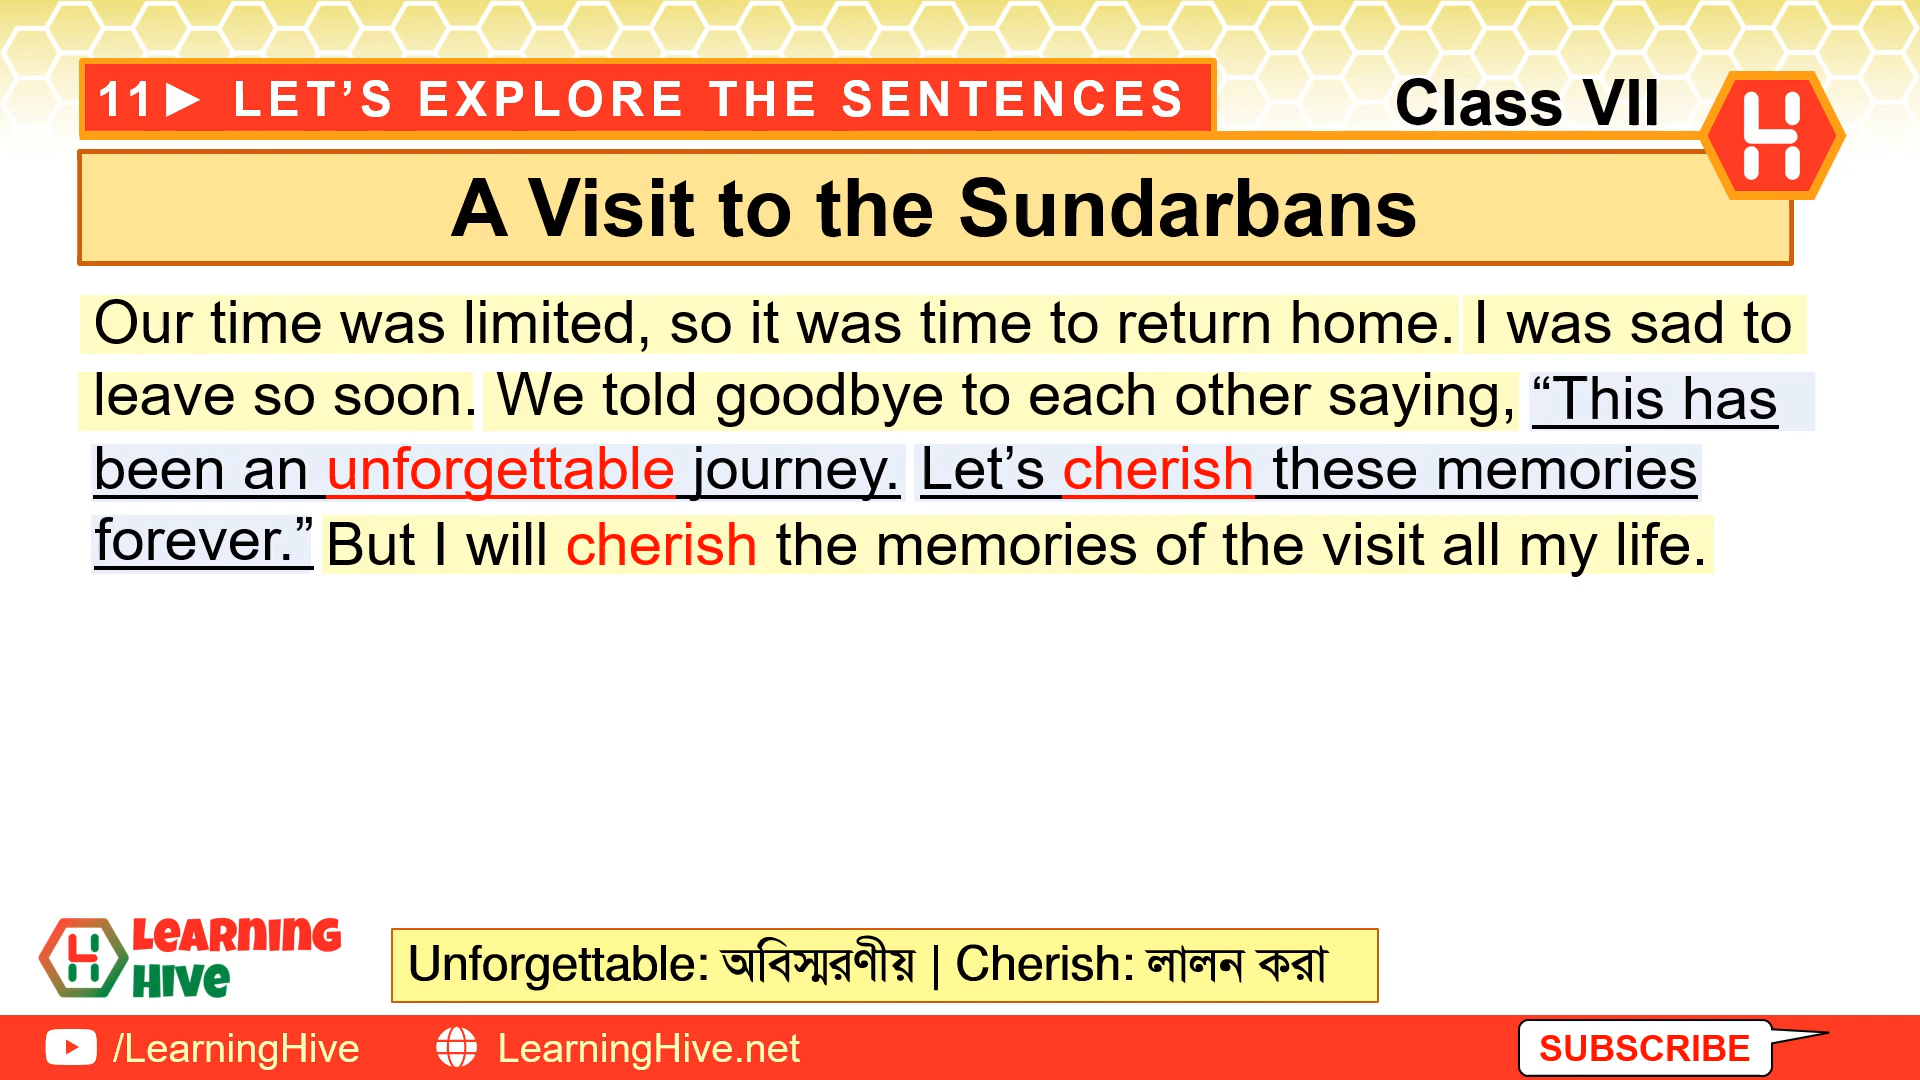 11▶ LET’S EXPLORE THE SENTENCES
Class VII
A Visit to the Sundarbans
Our time was limited, so it was time to return home. I was sad to
leave so soon. We told goodbye to each other saying, “This has
been an unforgettable journey. Let’s cherish these memories
forever.” But I will cherish the memories of the visit all my life.
LEARNING
HIVE
Unforgettable: অবিস্মরণীয় | Cherish: লালন করা
/LearningHive
LearningHive.net
SUBSCRIBE